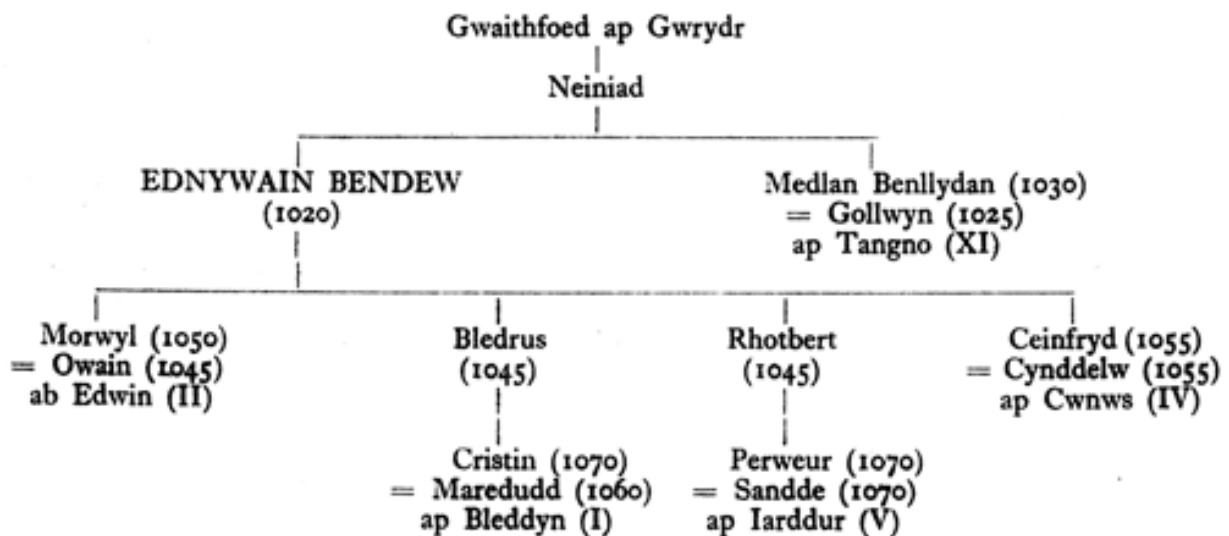 Gwaithfoed ap Gwrydr
Neiniad
EDNYWAIN BENDEW
(1020)
Medlan Benllydan (1030)
= Gollwyn (1025)
ap Tangno (XI)
Morwyl (1050)
= Owain (1045)
ab Edwin (II)
Bledrus
(1045)
Rhotbert
(1045)
Ceinfryd (1055)
= Cynddelw (1055)
ap Cwnws (IV)
Cristin (1070)
= Maredudd (1060)
ap Bleddyn (I)
Perweur (1070)
= Sandde (1070)
ap Iarddur (V)